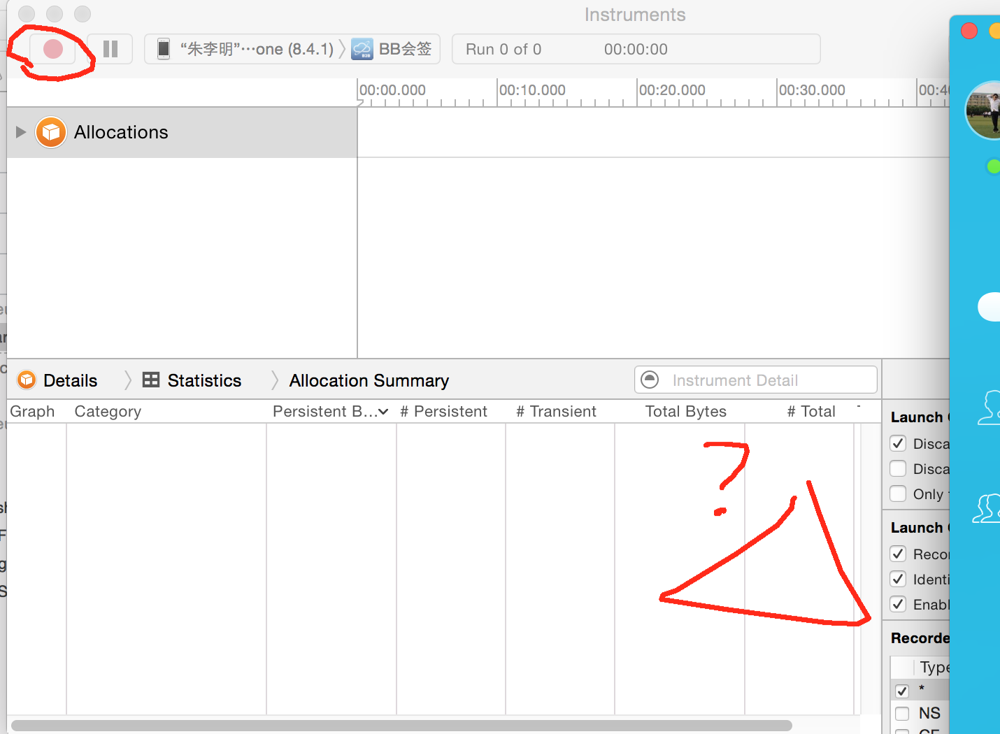 Instruments
“朱李明”…one (8.4.1)
BB会签
Run 0 of 0
00:00:00
00:00.000
00:10.000
00:20.000
00:30.000
00:4
Allocations
Details
Statistics
Allocation Summary
Instrument Detail
Graph
Category
Persistent B...
# Persistent
# Transient
Total Bytes
# Total
?
Launch
Disca
Disca
Only
Launch
Recor
Identi
Enabl
Recorde
Type
*
NS